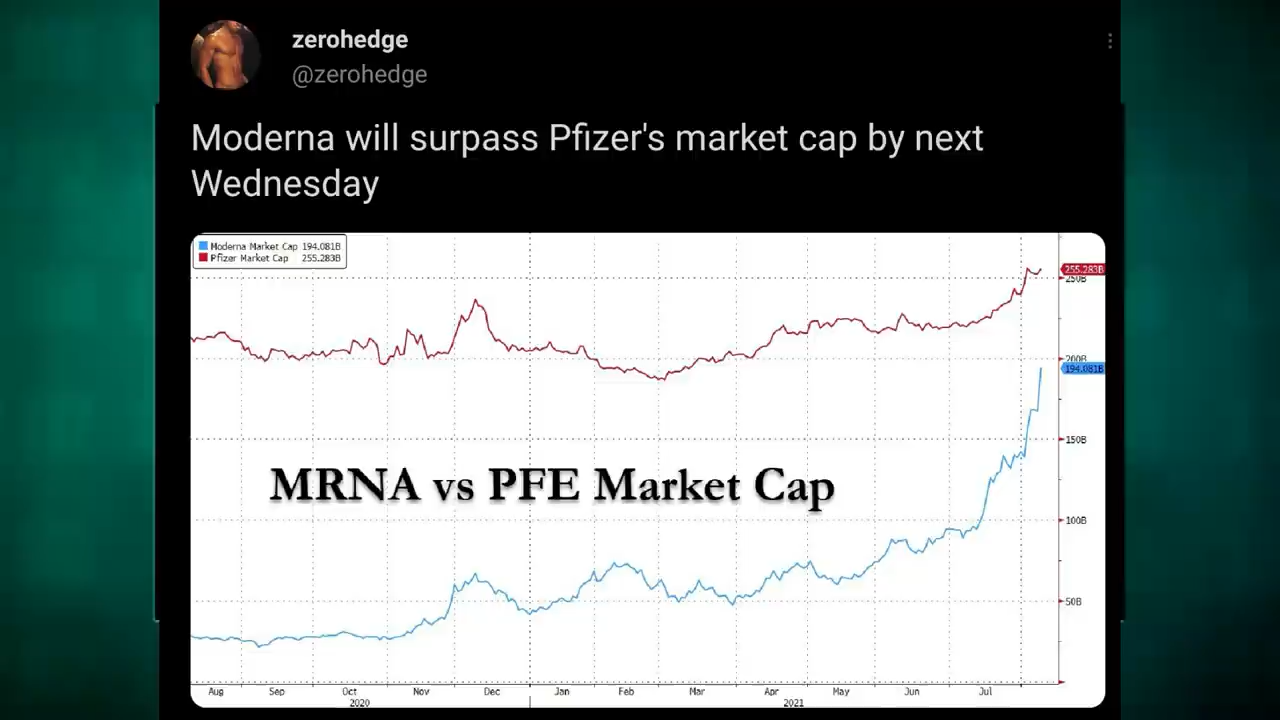 zerohedge
@zerohedge
Moderna will surpass Pfizer's market cap by next
Wednesday
Moderna Market Cap 194.081B
Pfizer Market Cap 255.283B
255.283B
250B
200B
194.081B
150B
MRNA vs PFE Market Cap
100B
50B
Aug Sep Oct Nov Dec Jan Feb Mar Apr May Jun Jul
2020 2021